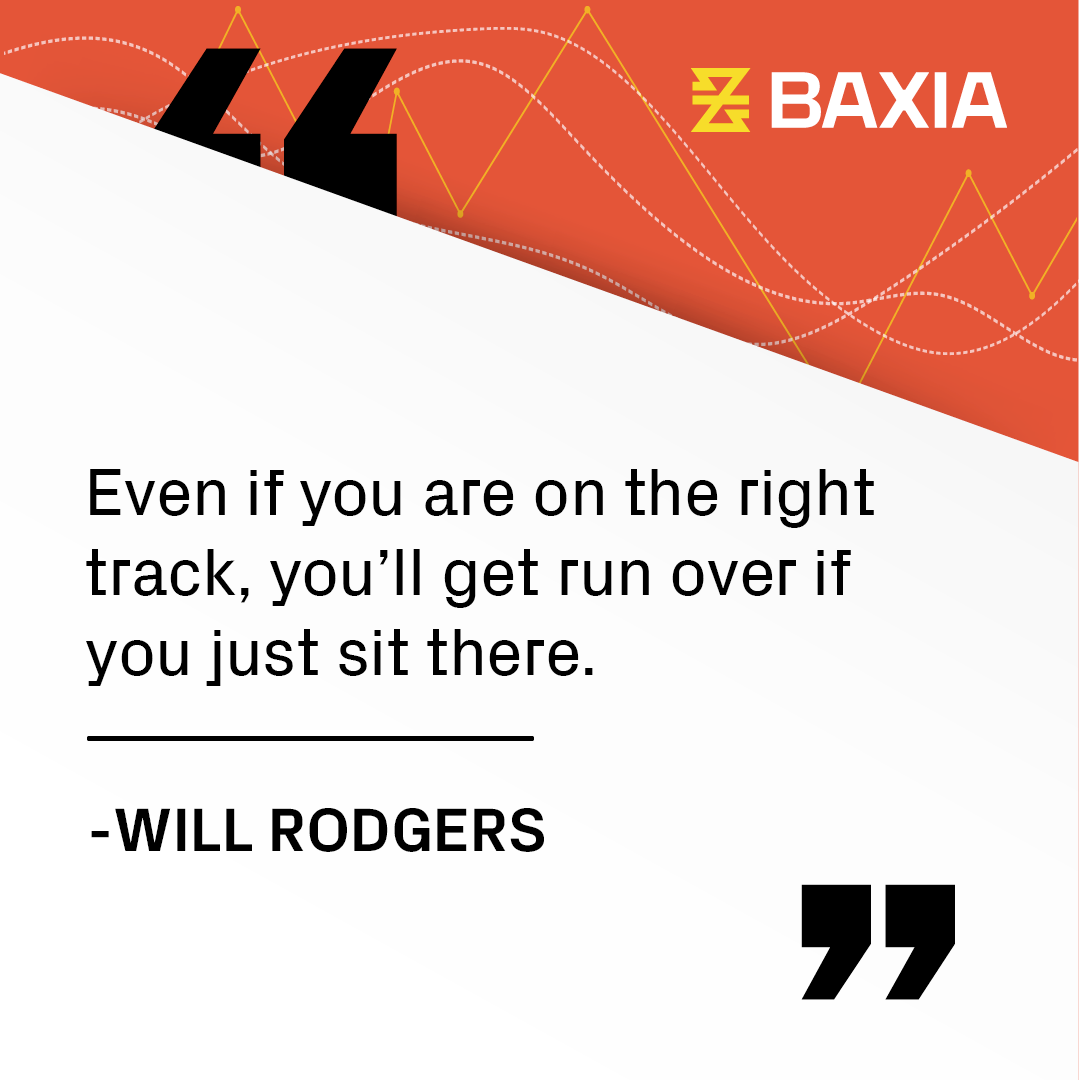 “
BAXIA
Even if you are on the right
track, you’ll get run over if
you just sit there.
-WILL RODGERS
”